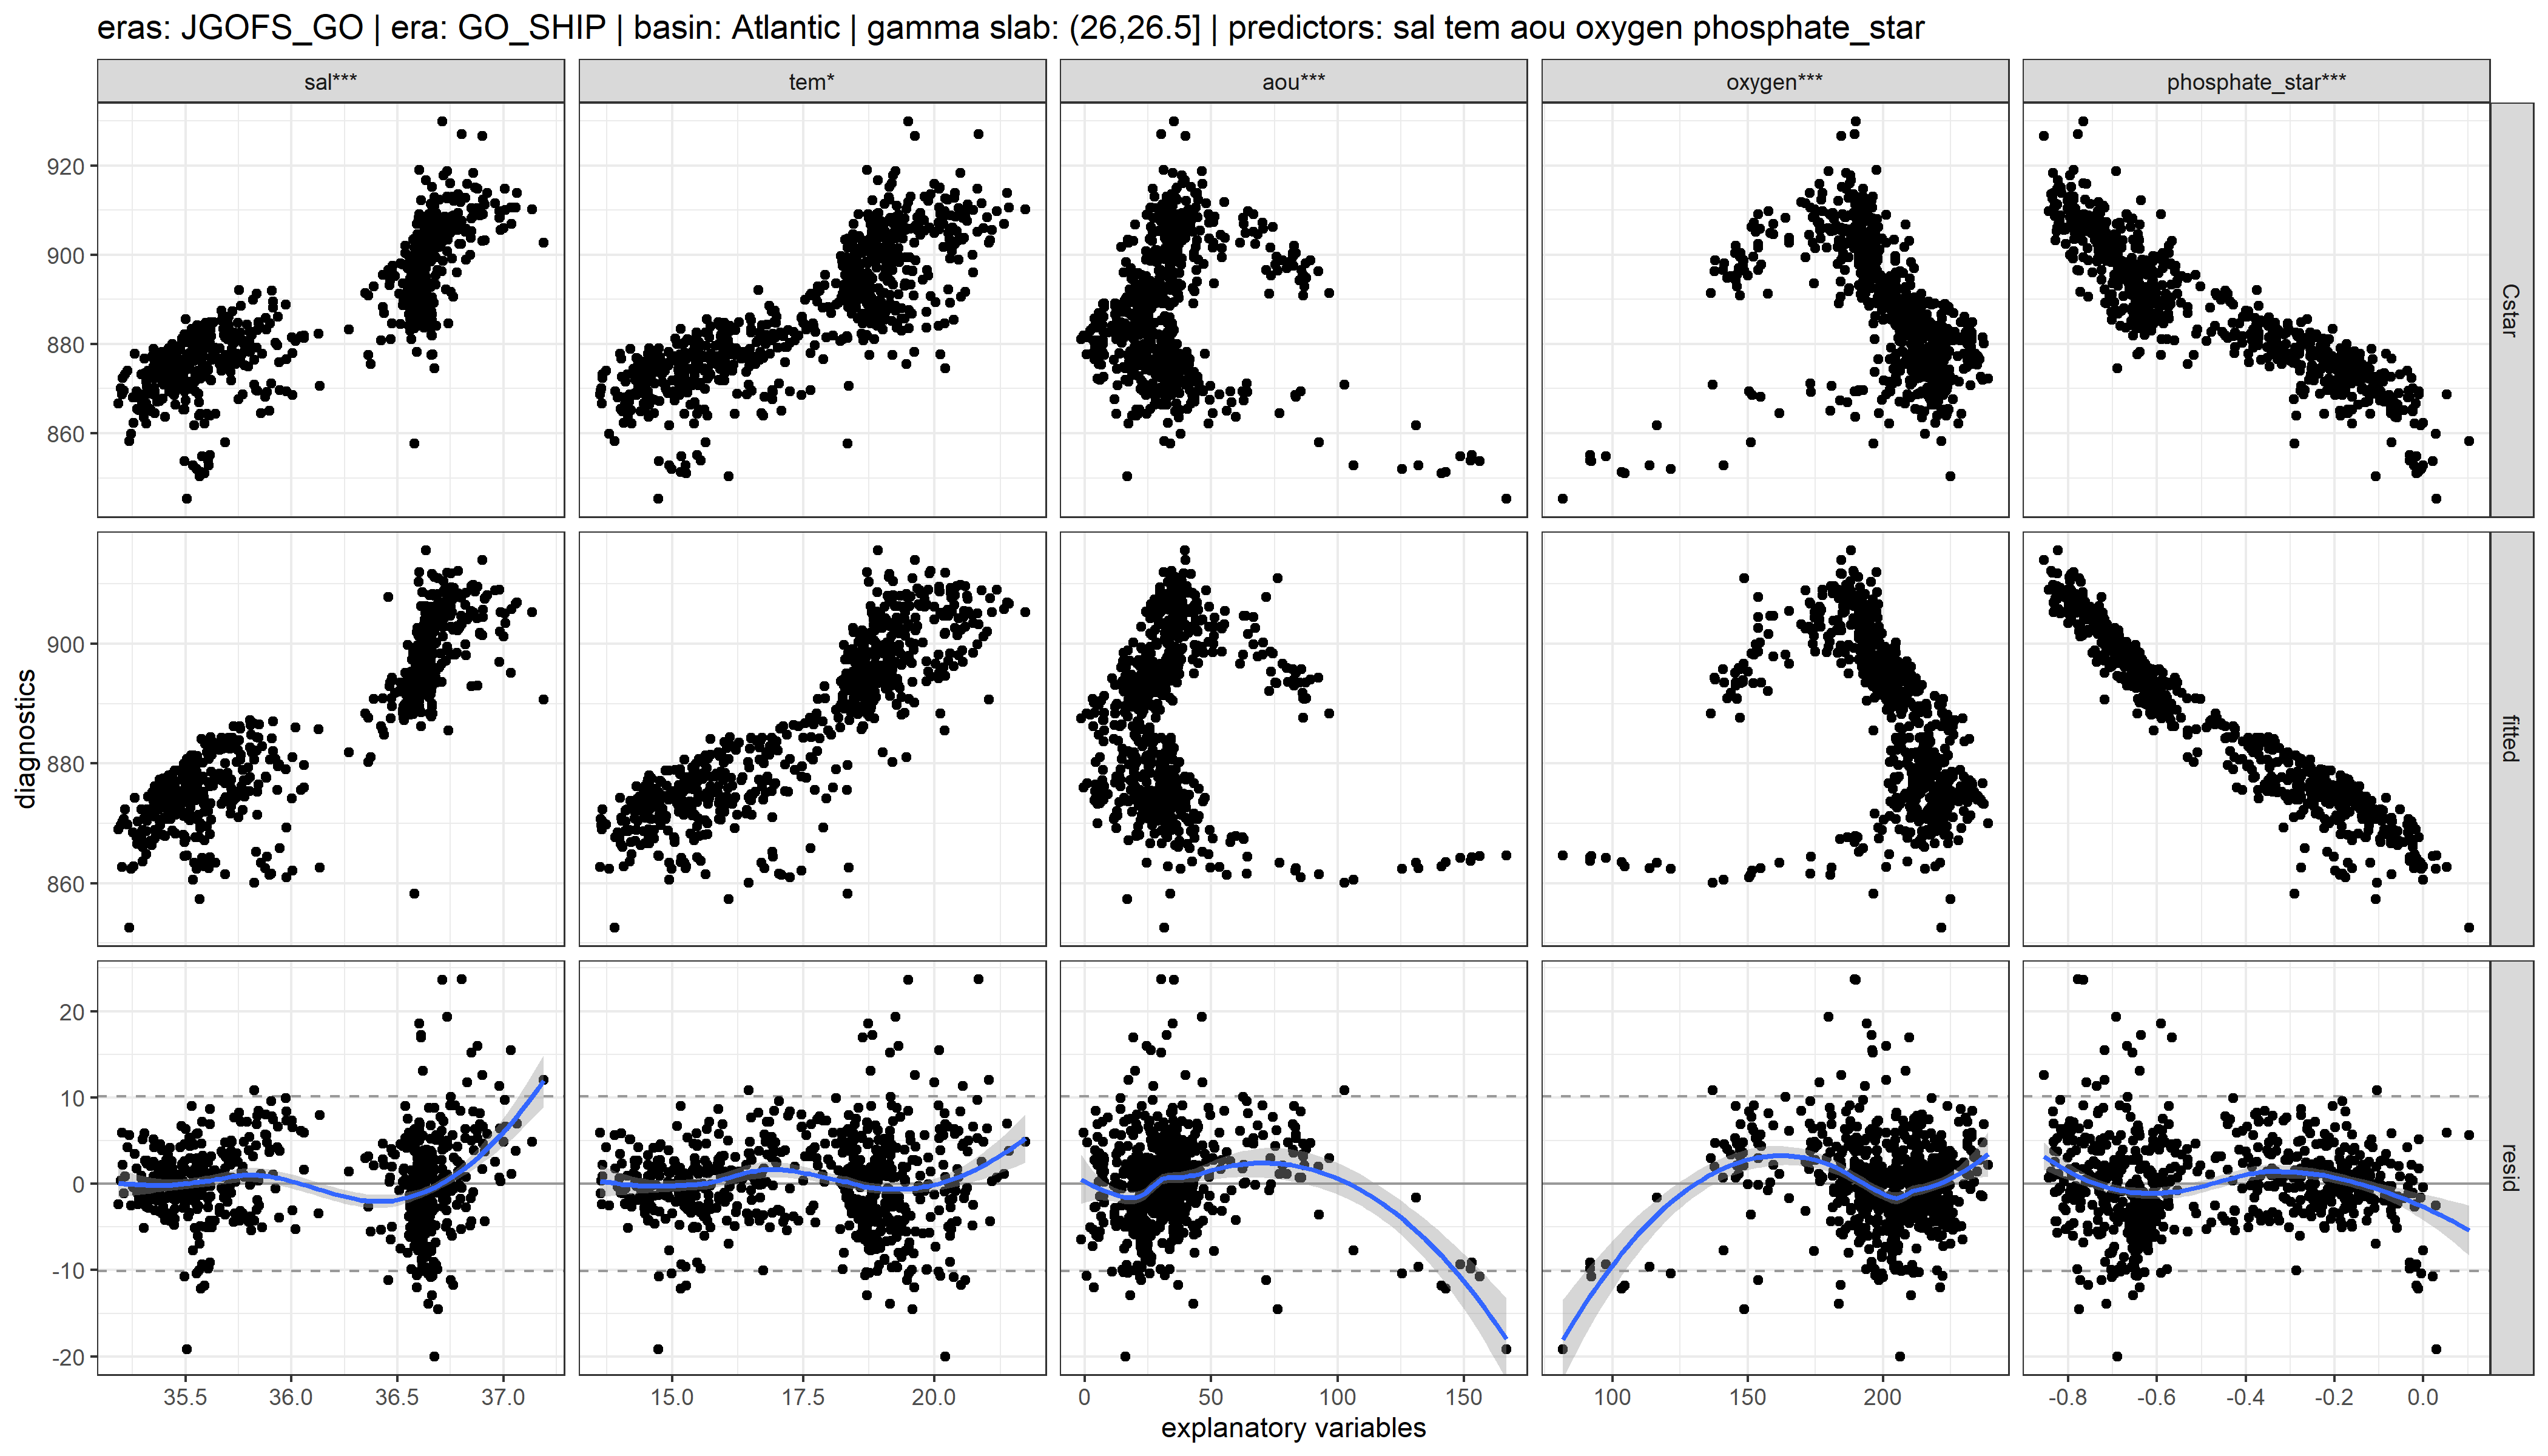 eras: JGOFS_GO | era: GO_SHIP | basin: Atlantic | gamma slab: (26,26.5] | predictors: sal tem aou oxygen phosphate_star
sal*** tem* aou*** oxygen*** phosphate_star***
920
900
880
860
Cstar
900
880
860
fitted
20
10
0
-10
-20
resid
diagnostics
35.5 36.0 36.5 37.0 15.0 17.5 20.0 0 50 100 150 100 150 200 -0.8 -0.6 -0.4 -0.2 0.0
explanatory variables